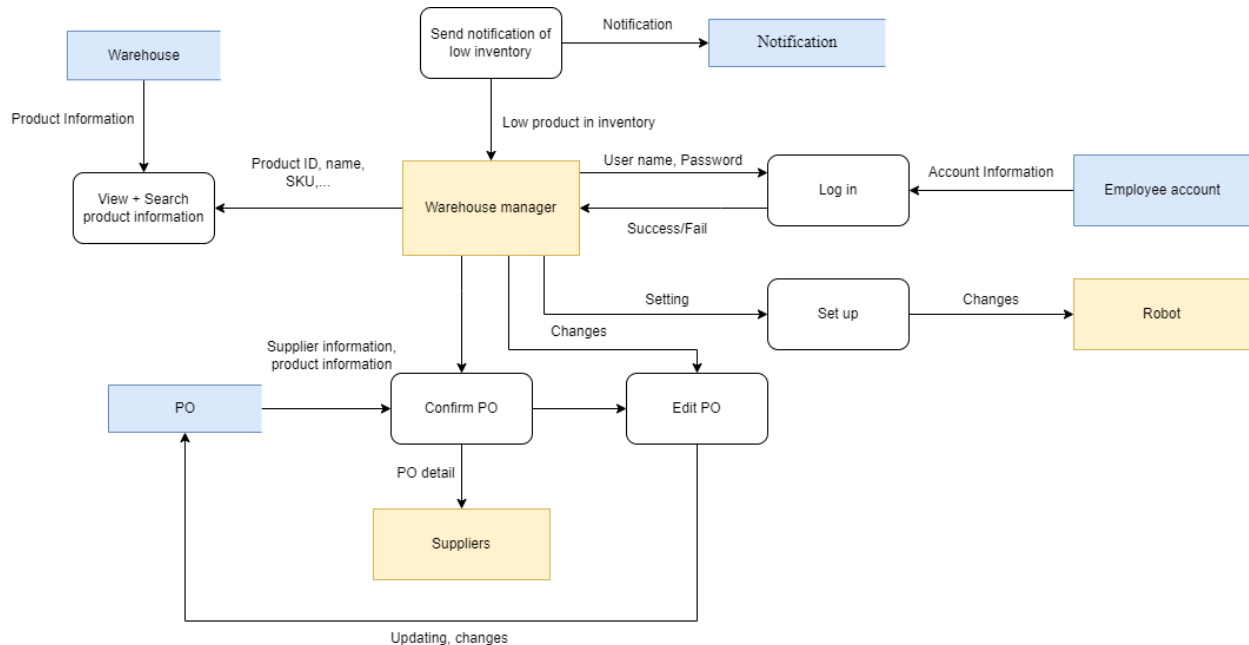 Send notification of
low inventory
Notification
Notification
Warehouse
Product Information
Low product in inventory
Product ID, name,
SKU,...
User name, Password
Account Information
View + Search
product information
Warehouse manager
Log in
Employee account
Success/Fail
Setting
Set up
Changes
Robot
Changes
Supplier information,
product information
PO
Confirm PO
Edit PO
PO detail
Suppliers
Updating, changes